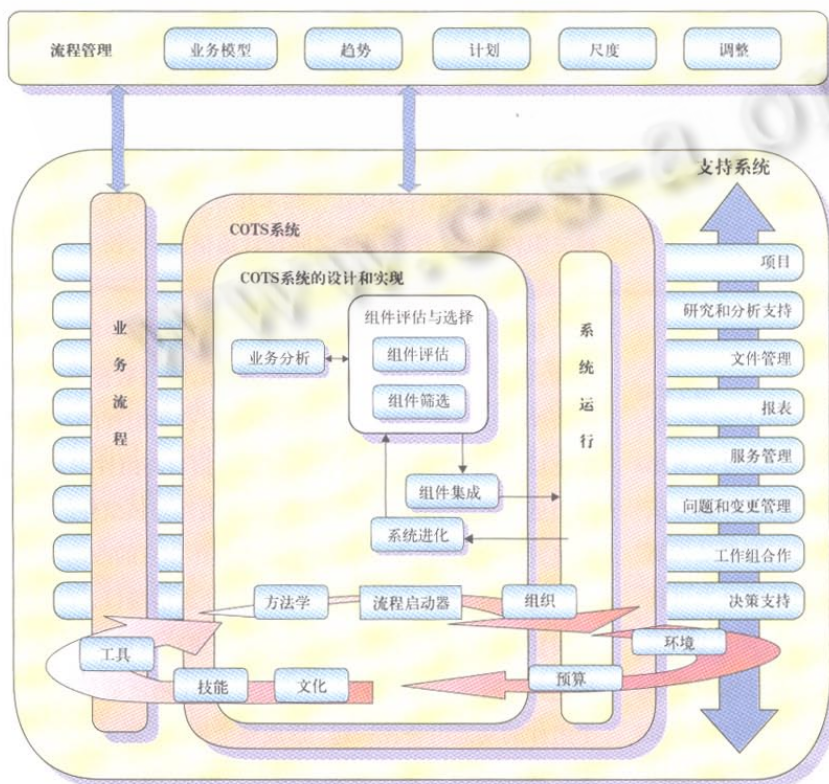 流程管理
业务模型
趋势
计划
尺度
调整
支持系统
COTS系统
COTS系统的设计和实现
组件评估与选择
业务分析
组件评估
组件筛选
组件集成
系统进化
业务流程
系统运行
项目
研究和分析支持
文件管理
报表
服务管理
问题和变更管理
工作组合作
决策支持
方法学
流程启动器
组织
环境
工具
技能
文化
预算
www.c-s-a.o